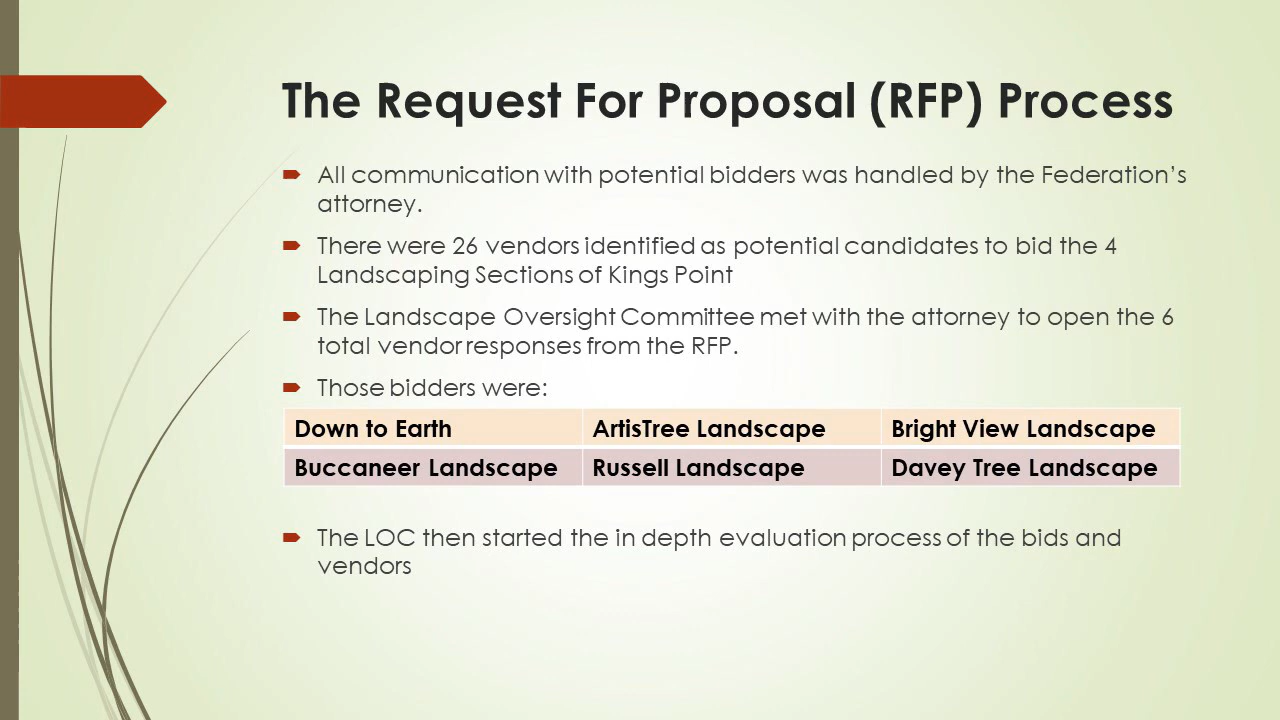 The Request For Proposal (RFP) Process
All communication with potential bidders was handled by the Federation’s
attorney.
There were 26 vendors identified as potential candidates to bid the 4
Landscaping Sections of Kings Point
The Landscape Oversight Committee met with the attorney to open the 6
total vendor responses from the RFP.
Those bidders were:
Down to Earth ArtisTree Landscape Bright View Landscape
Buccaneer Landscape Russell Landscape Davey Tree Landscape
The LOC then started the in depth evaluation process of the bids and
vendors